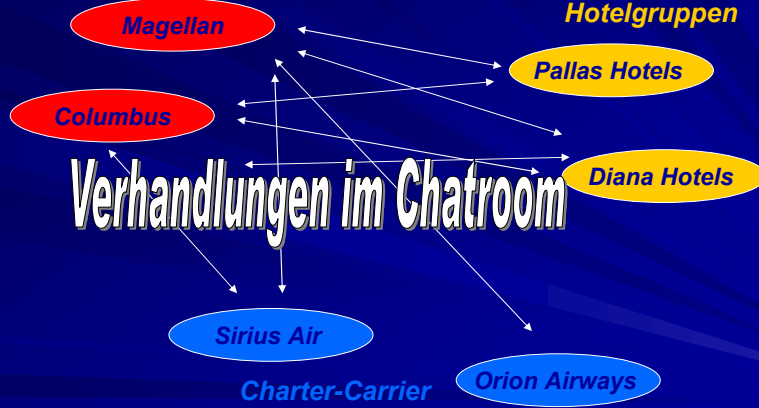 Hotelgruppen
Magellan
Pallas Hotels
Columbus
Diana Hotels
Verhandlungen im Chatroom
Sirius Air
Orion Airways
Charter-Carrier